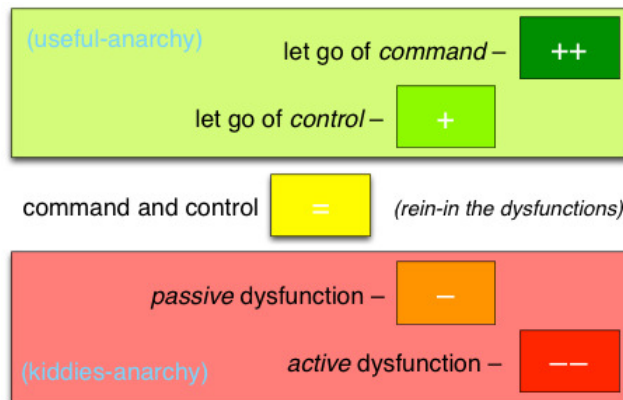 (useful-anarchy)
let go of command – ++
let go of control – +
command and control = (rein-in the dysfunctions)
passive dysfunction – –
active dysfunction – ––
(kiddies-anarchy)